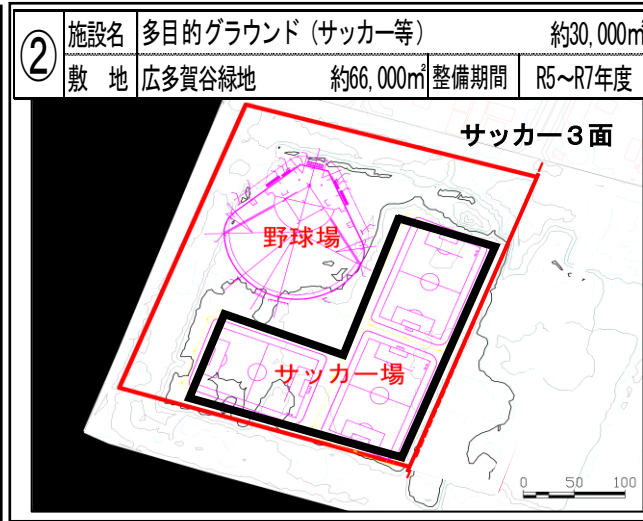 ② 施設名 多目的グラウンド（サッカー等） 約30,000㎡
敷 地 広多賀谷緑地 約66,000㎡ 整備期間 R5～R7年度
サッカー３面
野球場
サッカー場
0 50 100